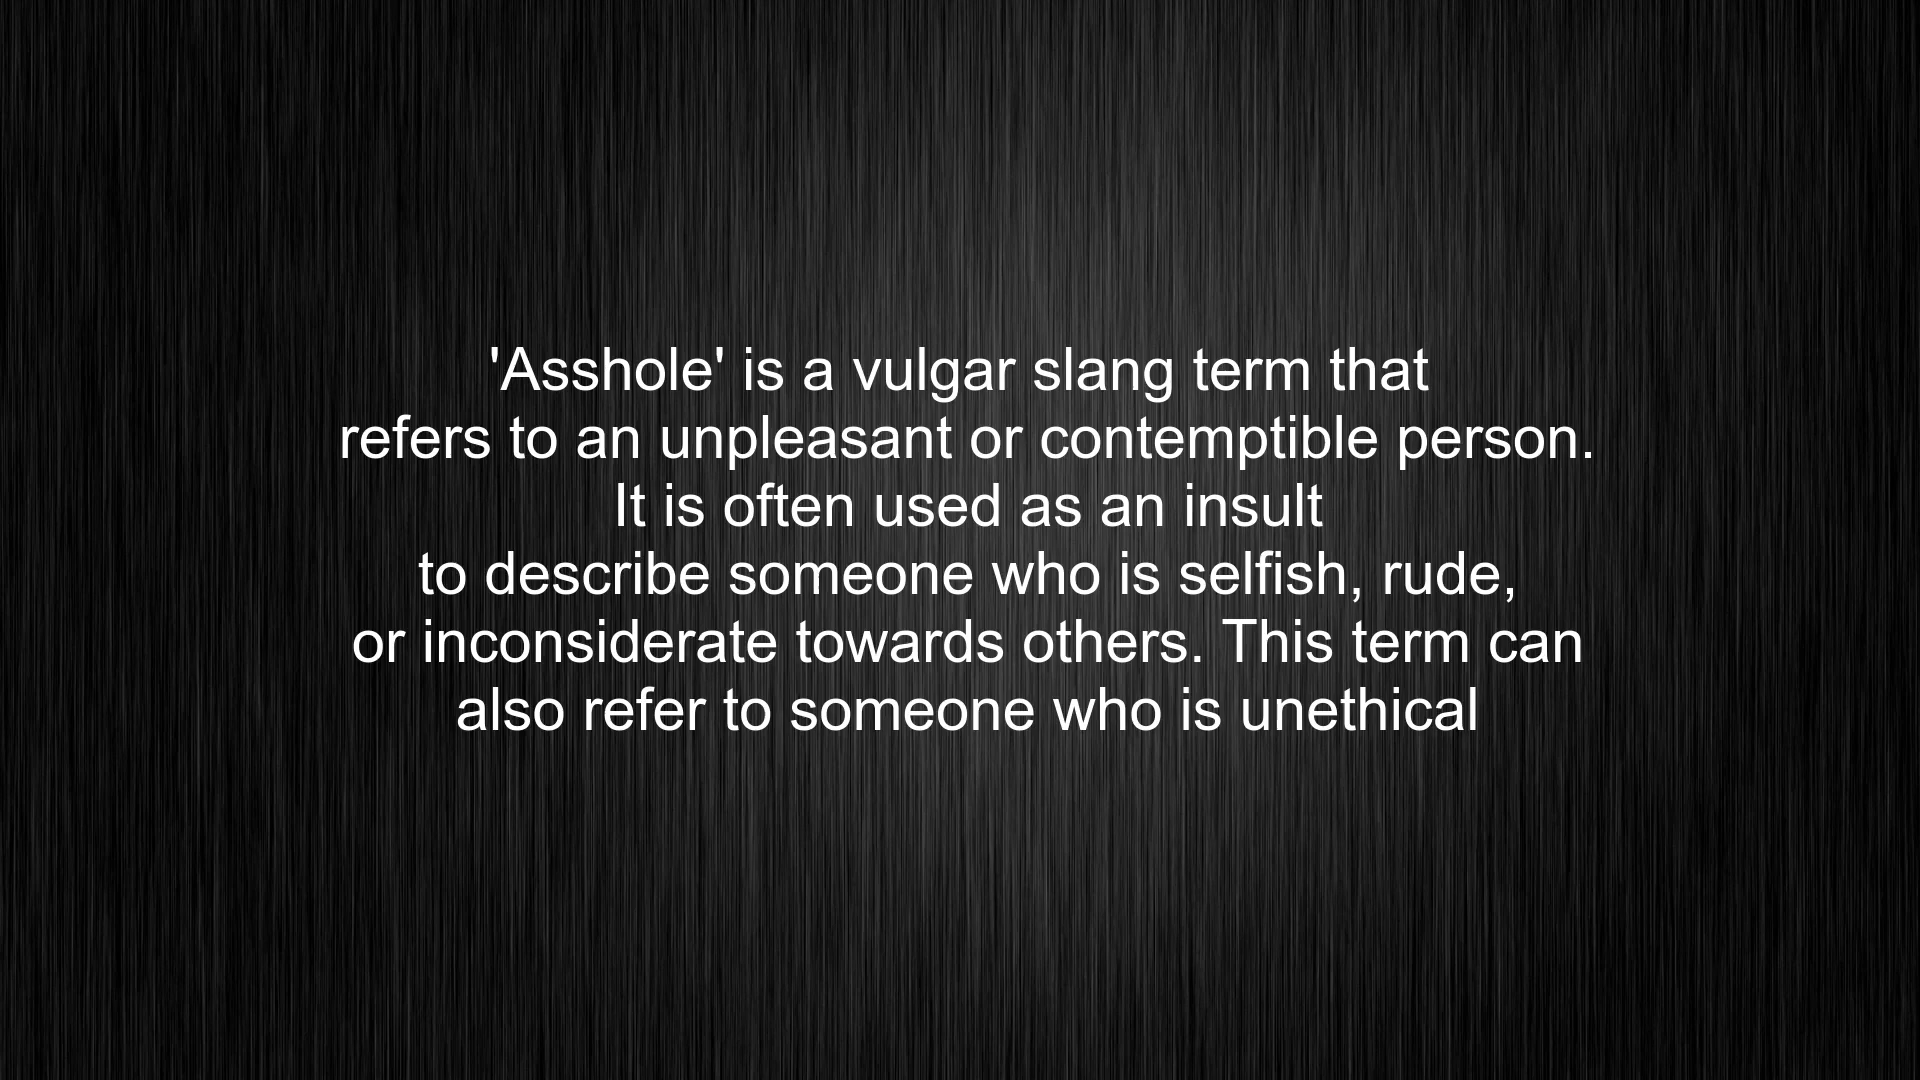 'Asshole' is a vulgar slang term that
refers to an unpleasant or contemptible person.
It is often used as an insult
to describe someone who is selfish, rude,
or inconsiderate towards others. This term can
also refer to someone who is unethical